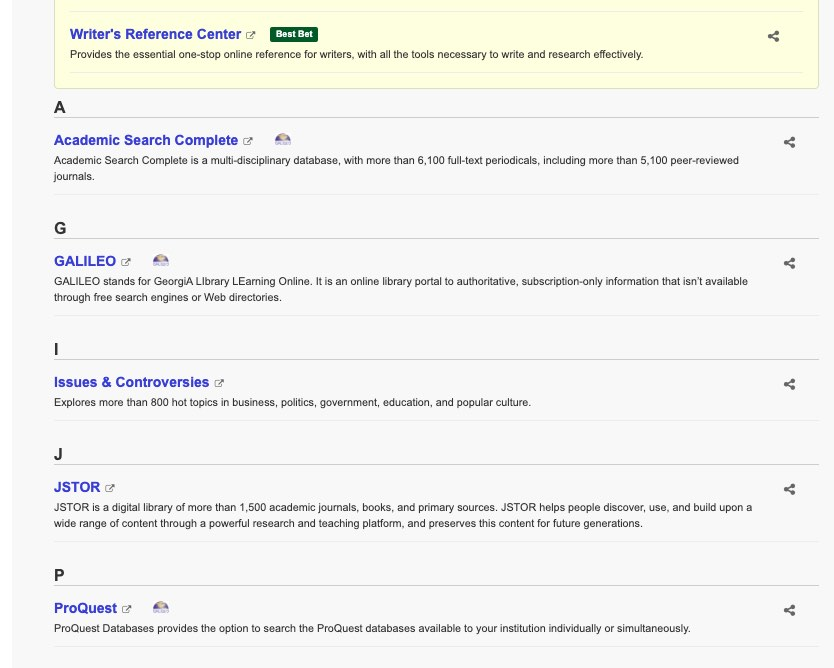 Writer's Reference Center Best Bet
Provides the essential one-stop online reference for writers, with all the tools necessary to write and research effectively.
A
Academic Search Complete
Academic Search Complete is a multi-disciplinary database, with more than 6,100 full-text periodicals, including more than 5,100 peer-reviewed
journals.
G
GALILEO
GALILEO stands for GeorgiA LIbrary LEarning Online. It is an online library portal to authoritative, subscription-only information that isn't available
through free search engines or Web directories.
I
Issues & Controversies
Explores more than 800 hot topics in business, politics, government, education, and popular culture.
J
JSTOR
JSTOR is a digital library of more than 1,500 academic journals, books, and primary sources. JSTOR helps people discover, use, and build upon a
wide range of content through a powerful research and teaching platform, and preserves this content for future generations.
P
ProQuest
ProQuest Databases provides the option to search the ProQuest databases available to your institution individually or simultaneously.